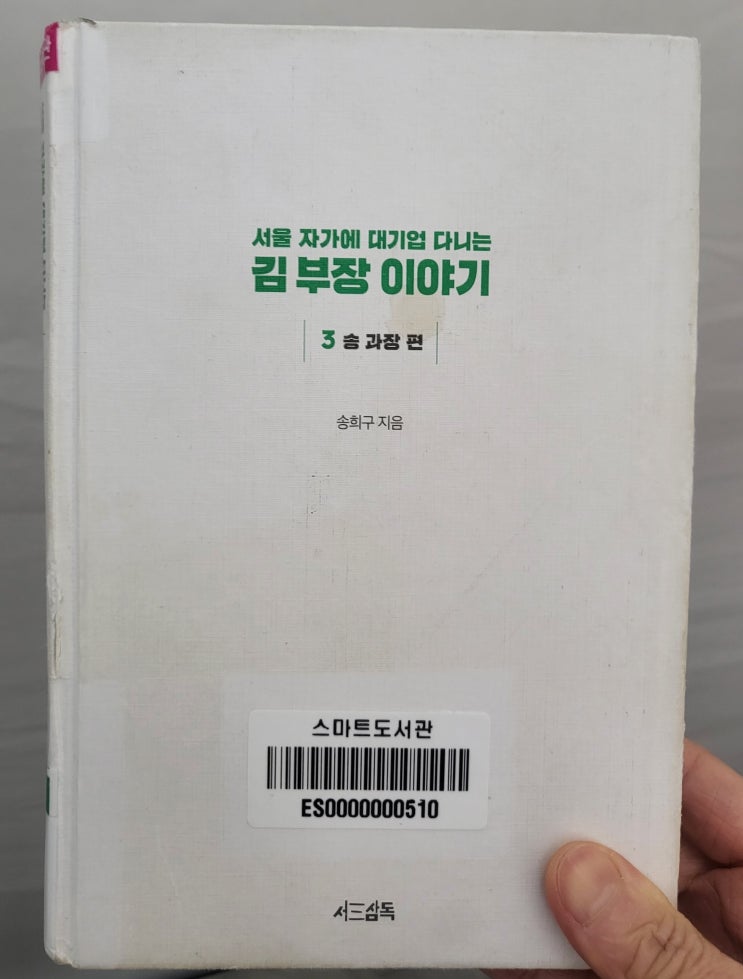 서울 자가에 대기업 다니는
김 부장 이야기
3 송 과장 편
송희구 지음
스마트도서관
ES0000000510
서三삼독